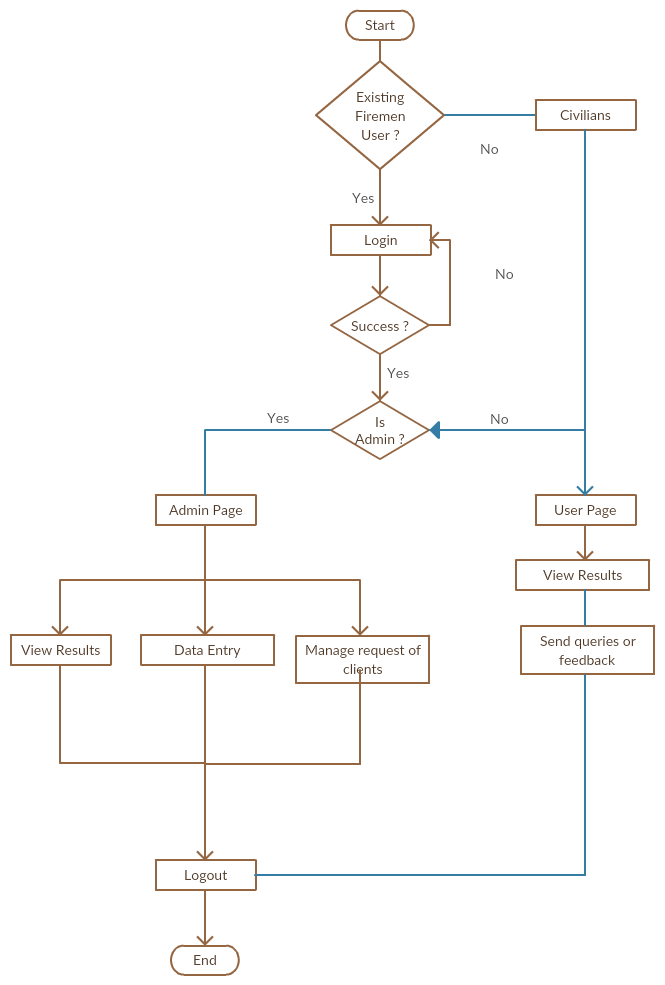 Start
Existing
Firemen
User ?
Civilians
No
Yes
Login
No
Success ?
Yes
Yes
Is
Admin ?
No
Admin Page
User Page
View Results
View Results
Data Entry
Manage request of
clients
Send queries or
feedback
Logout
End